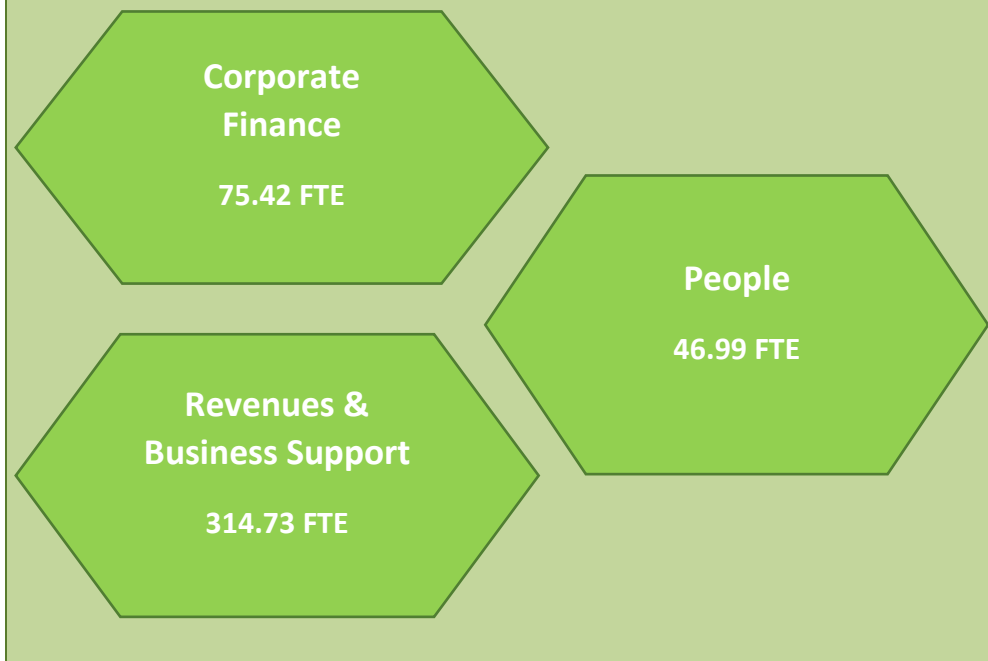 Corporate
Finance
75.42 FTE
People
46.99 FTE
Revenues &
Business Support
314.73 FTE